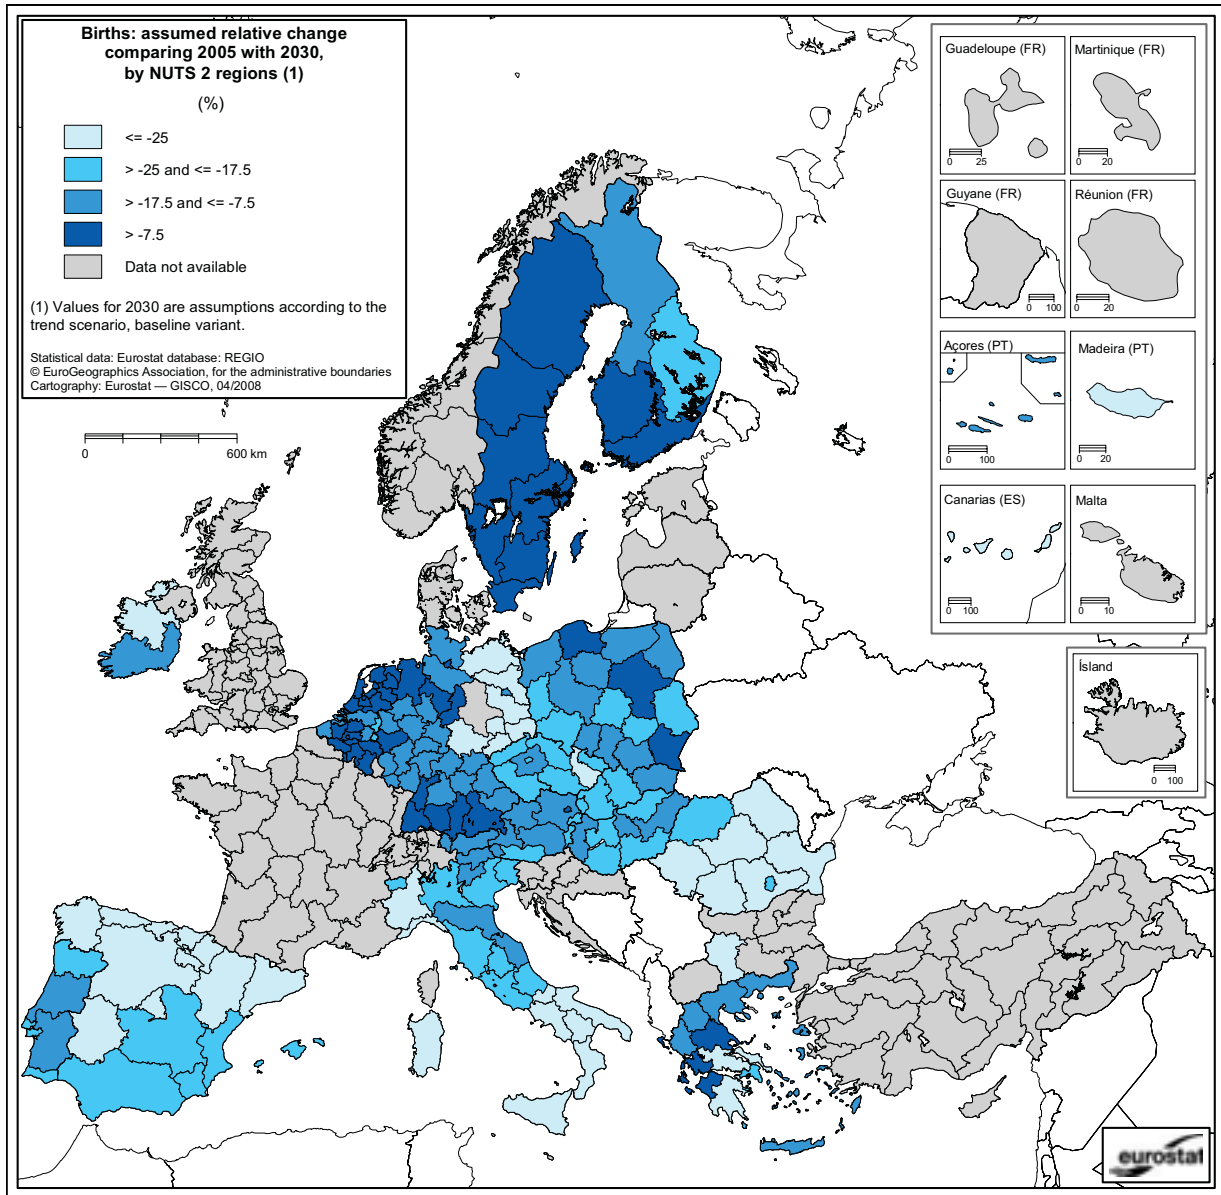 Births: assumed relative change
comparing 2005 with 2030,
by NUTS 2 regions (1)
(%)
<= -25
> -25 and <= -17.5
> -17.5 and <= -7.5
> -7.5
Data not available
(1) Values for 2030 are assumptions according to the
trend scenario, baseline variant.
Statistical data: Eurostat database: REGIO
© EuroGeographics Association, for the administrative boundaries
Cartography: Eurostat — GISCO, 04/2008
0 600 km
Guadeloupe (FR)
0 25
Martinique (FR)
0 20
Guyane (FR)
0 100
Réunion (FR)
0 20
Açores (PT)
0 100
Madeira (PT)
0 20
Canarias (ES)
0 100
Malta
0 10
Ísland
0 100
eurostat